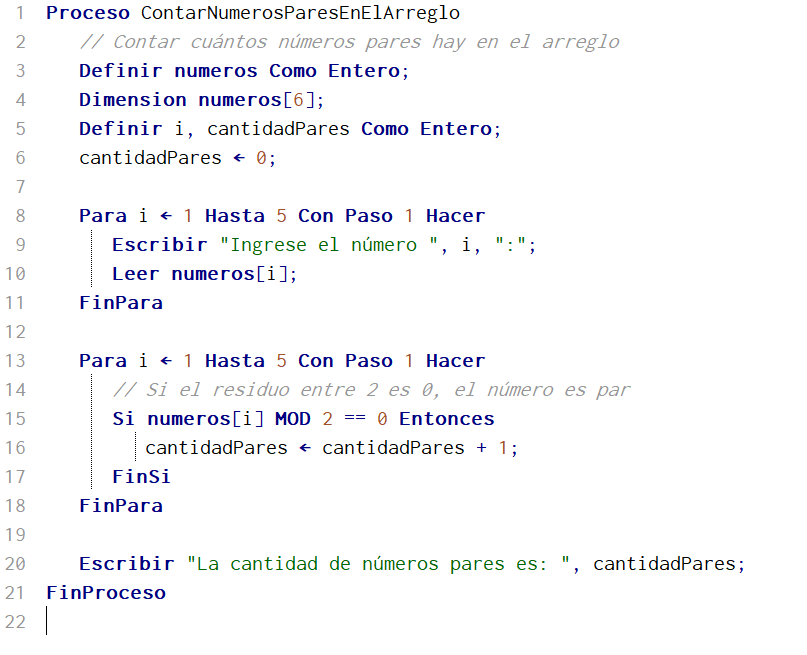 1 Proceso ContarNumerosParesEnElArreglo
2 // Contar cuántos números pares hay en el arreglo
3 Definir numeros Como Entero;
4 Dimension numeros[6];
5 Definir i, cantidadPares Como Entero;
6 cantidadPares ← 0;
7
8 Para i ← 1 Hasta 5 Con Paso 1 Hacer
9 Escribir "Ingrese el número ", i, ":";
10 Leer numeros[i];
11 FinPara
12
13 Para i ← 1 Hasta 5 Con Paso 1 Hacer
14 // Si el residuo entre 2 es 0, el número es par
15 Si numeros[i] MOD 2 == 0 Entonces
16 cantidadPares ← cantidadPares + 1;
17 FinSi
18 FinPara
19
20 Escribir "La cantidad de números pares es: ", cantidadPares;
21 FinProceso
22